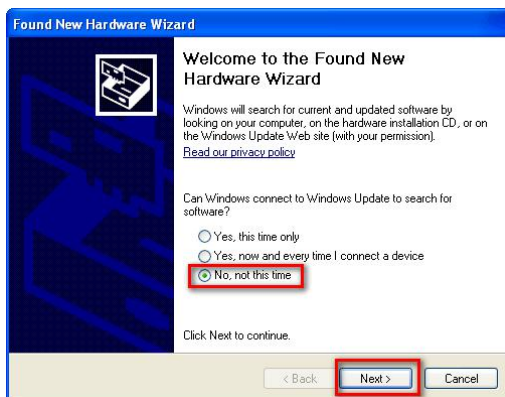 Found New Hardware Wizard
Welcome to the Found New
Hardware Wizard
Windows will search for current and updated software by
looking on your computer, on the hardware installation CD, or on
the Windows Update Web site (with your permission).
Read our privacy policy
Can Windows connect to Windows Update to search for
software?
Yes, this time only
Yes, now and every time I connect a device
No, not this time
Click Next to continue.
< Back Next > Cancel